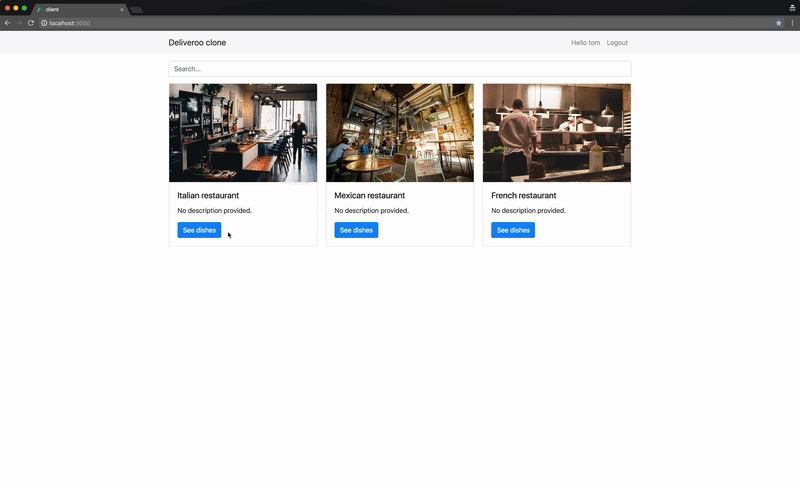 client
localhost:3000
Deliveroo clone
Hello tom Logout
Search...
Italian restaurant
No description provided.
See dishes
Mexican restaurant
No description provided.
See dishes
French restaurant
No description provided.
See dishes